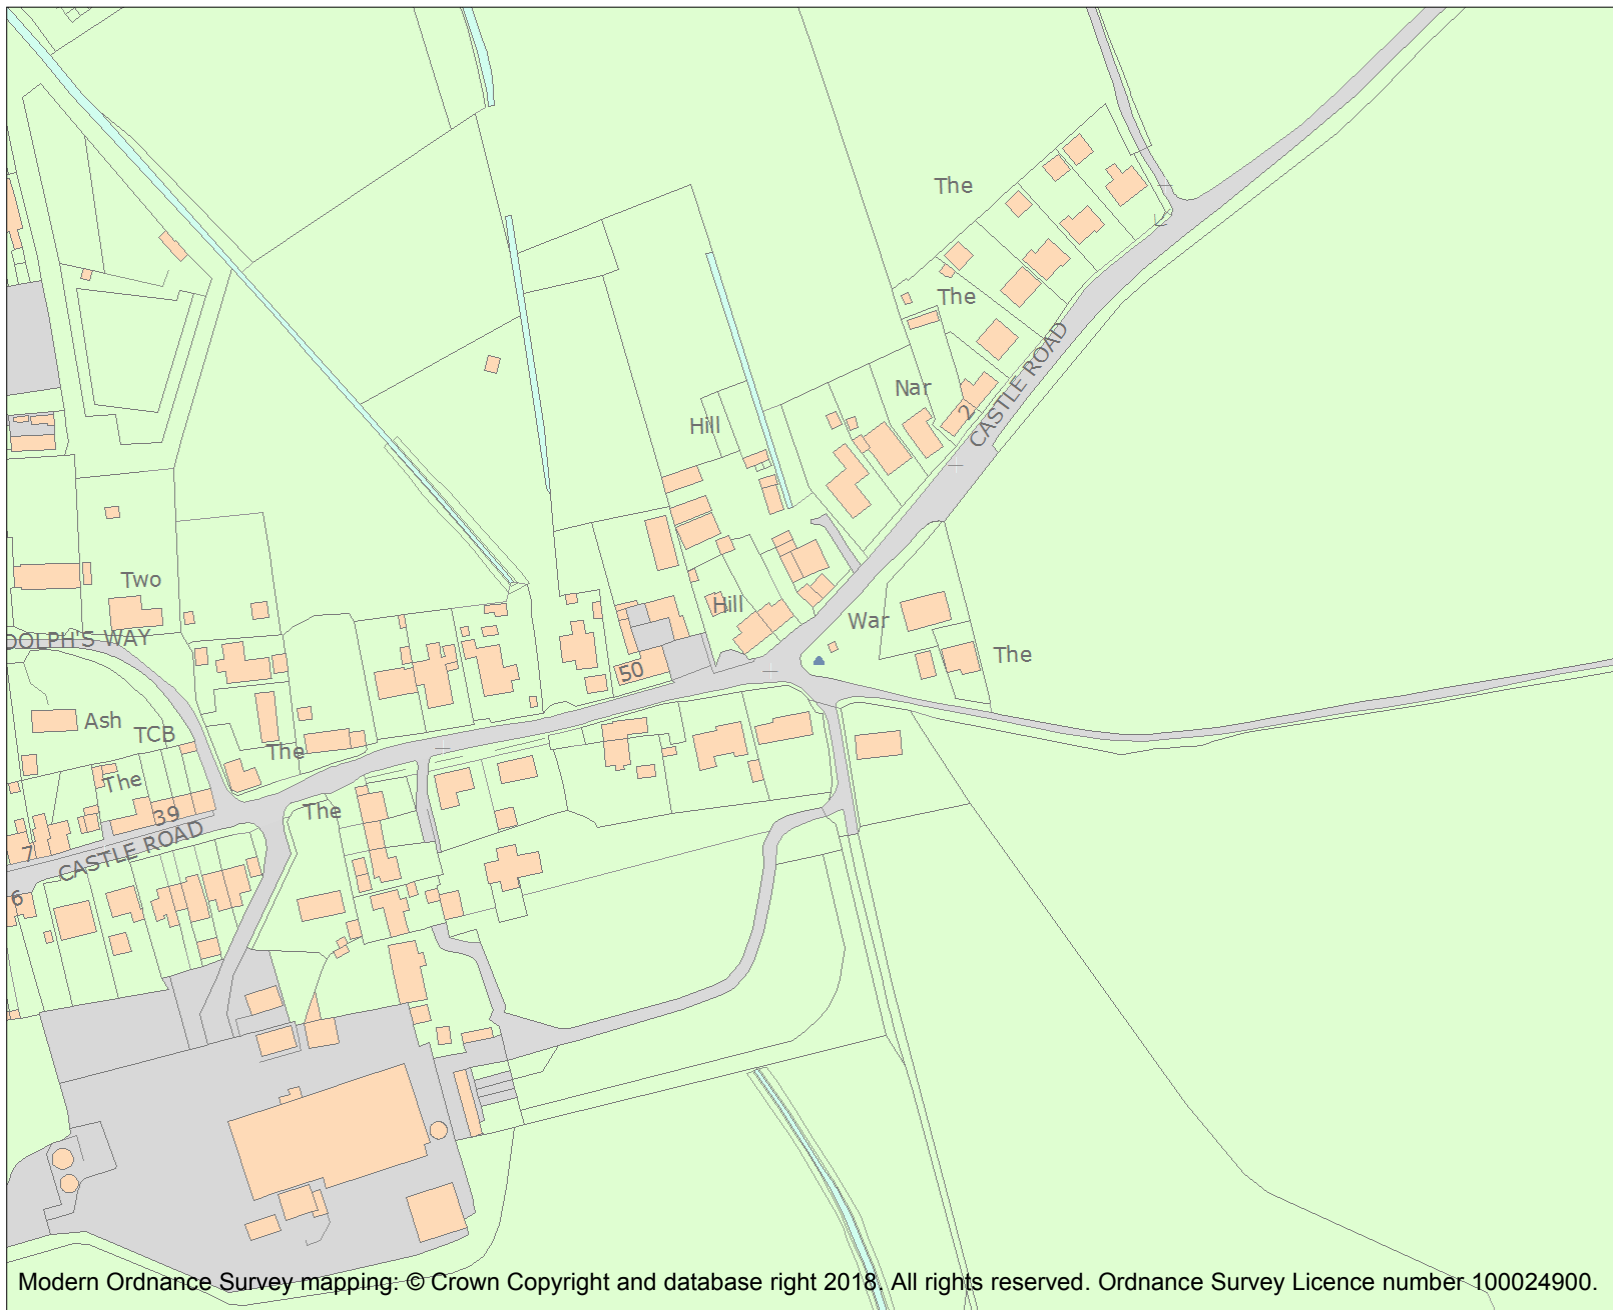 The
The
CASTLE ROAD
Nar
2
Hill
Two
Hill
War
DOLPH'S WAY
The
50
Ash
TCB
The
The
The
39
7
CASTLE ROAD
6
Modern Ordnance Survey mapping: © Crown Copyright and database right 2018. All rights reserved. Ordnance Survey Licence number 100024900.